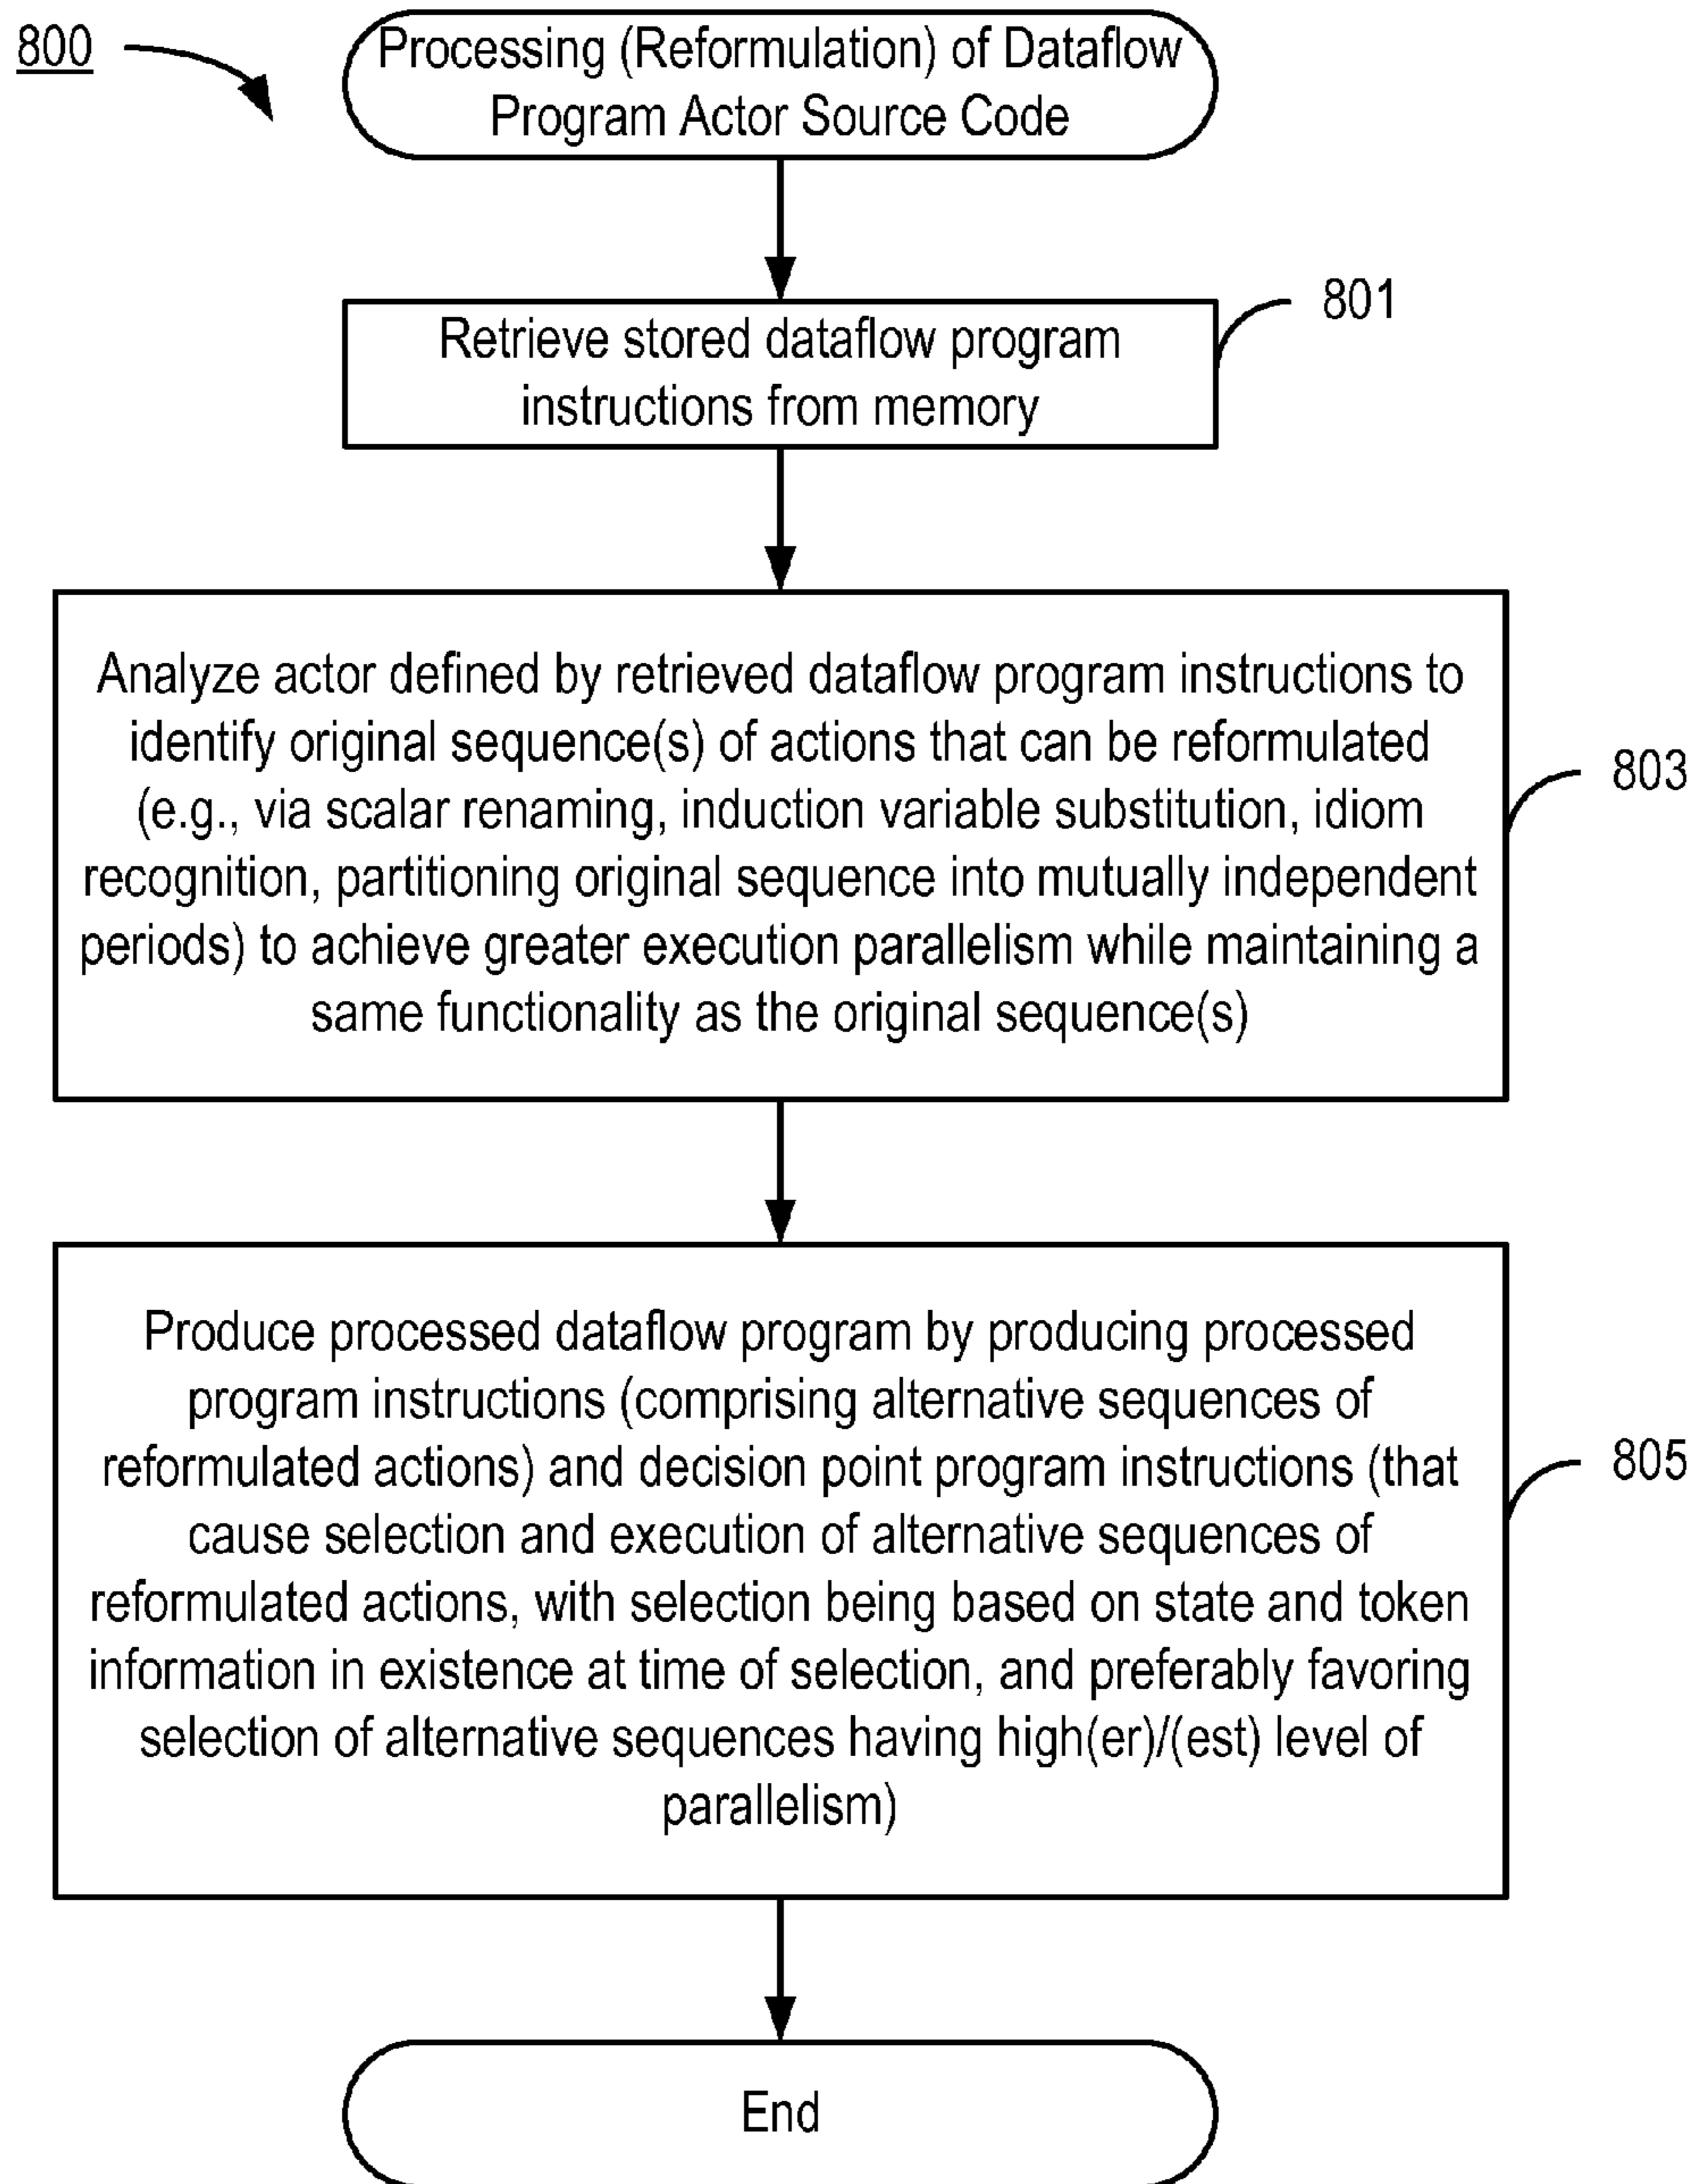 800
Processing (Reformulation) of Dataflow
Program Actor Source Code
801
Retrieve stored dataflow program
instructions from memory
Analyze actor defined by retrieved dataflow program instructions to
identify original sequence(s) of actions that can be reformulated
(e.g., via scalar renaming, induction variable substitution, idiom
recognition, partitioning original sequence into mutually independent
periods) to achieve greater execution parallelism while maintaining a
same functionality as the original sequence(s)
803
Produce processed dataflow program by producing processed
program instructions (comprising alternative sequences of
reformulated actions) and decision point program instructions (that
cause selection and execution of alternative sequences of
reformulated actions, with selection being based on state and token
information in existence at time of selection, and preferably favoring
selection of alternative sequences having high(er)/(est) level of
parallelism)
805
End